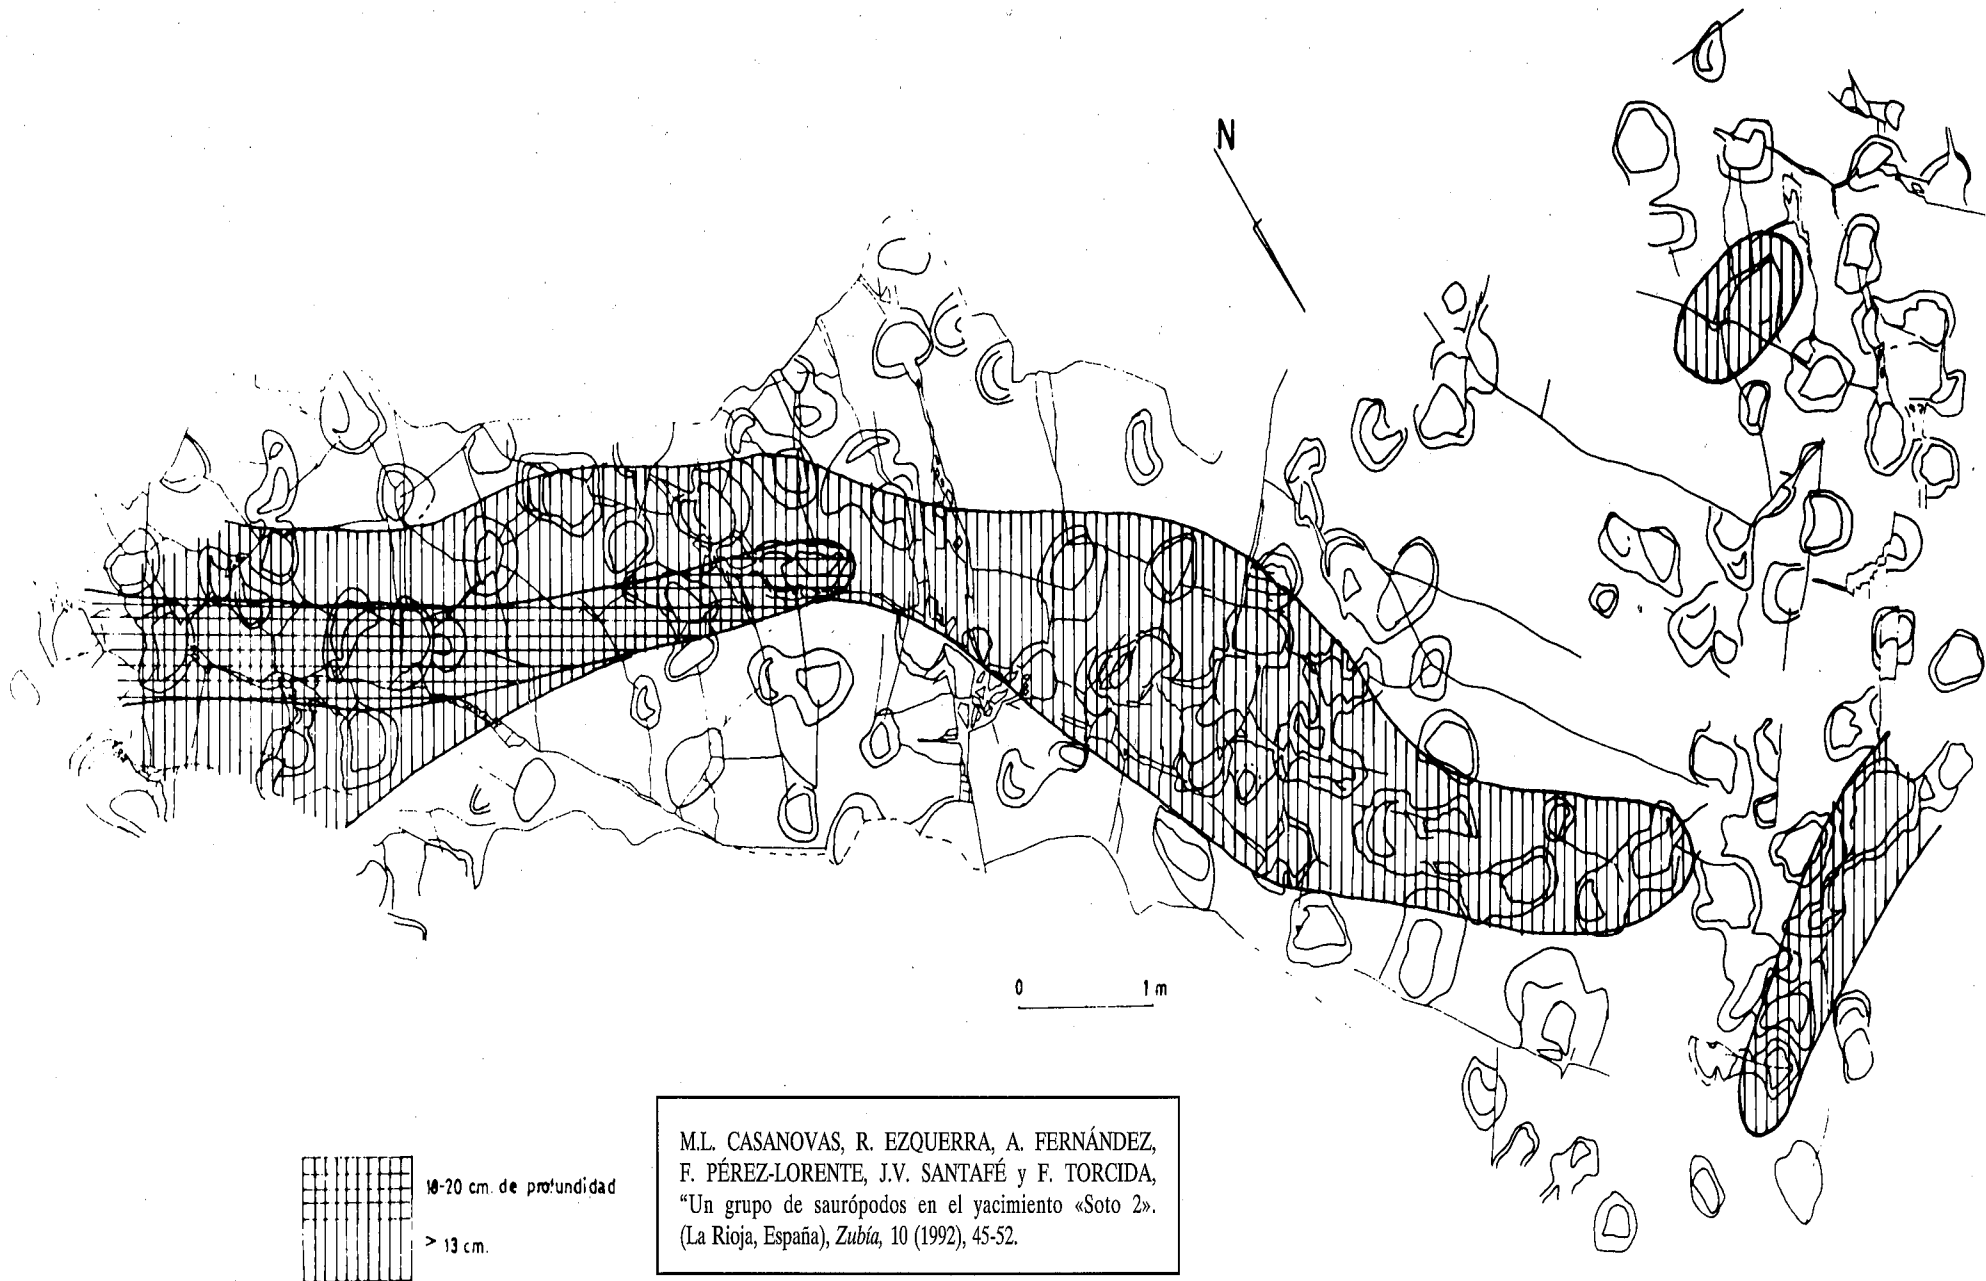 N
0 1 m
18-20 cm. de profundidad
> 13 cm.
M.L. CASANOVAS, R. EZQUERRA, A. FERNÁNDEZ,
F. PÉREZ-LORENTE, J.V. SANTAFÉ y F. TORCIDA,
“Un grupo de saurópodos en el yacimiento «Soto 2».
(La Rioja, España), Zubía, 10 (1992), 45-52.